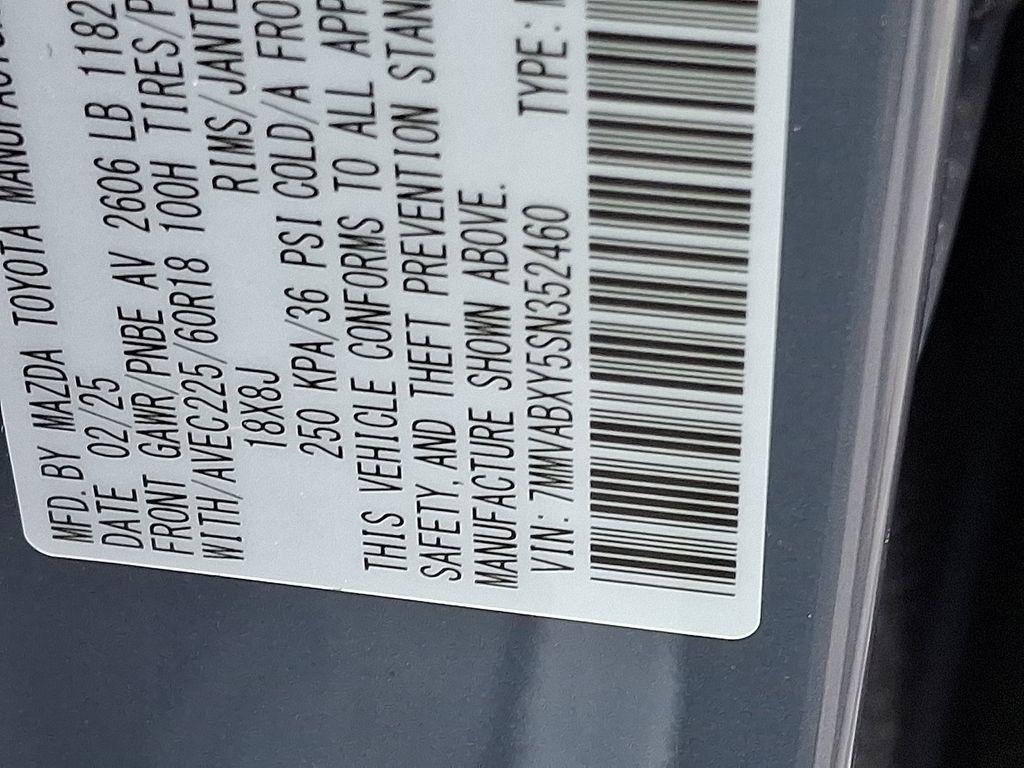 MFD. BY MAZDA TOYOTA
DATE 02/25
FRONT GAWR/PNBE AV 2606 LB 1182
WITH/AVEC225/60R18 100H TIRES/P
RIMS/JANTE
18X8J
250 KPA/36 PSI COLD/A FRO
THIS VEHICLE CONFORMS TO ALL APP
SAFETY, AND THEFT PREVENTION STAN
MANUFACTURE SHOWN ABOVE.
VIN: 7MMVABXY5SN352460 TYPE: